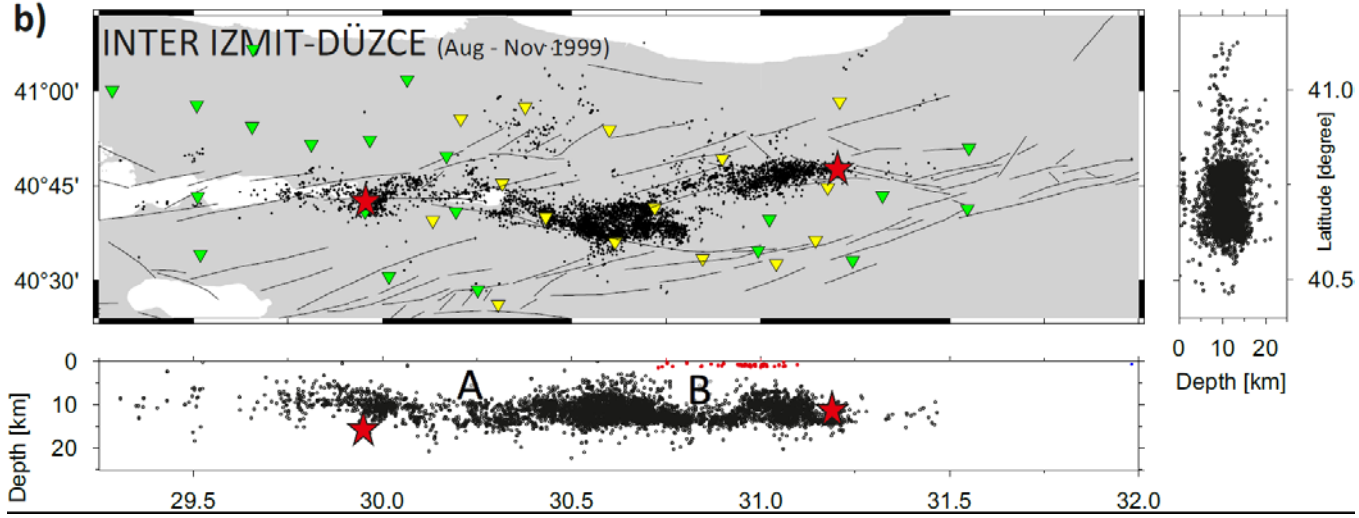 b)
INTER IZMIT-DÜZCE (Aug - Nov 1999)
41°00'
40°45'
40°30'
41.0
40.5
Latitude [degree]
0 10 20
Depth [km]
0
10
20
Depth [km]
A
B
29.5 30.0 30.5 31.0 31.5 32.0